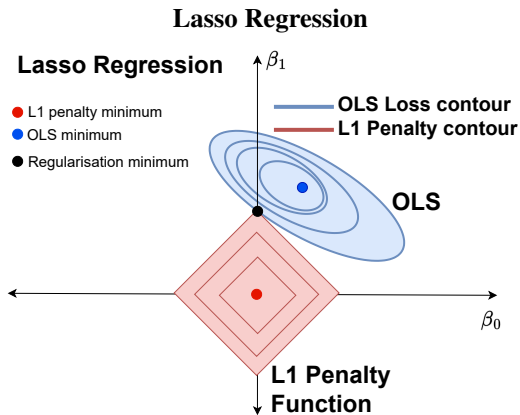 Lasso Regression
Lasso Regression
β₁
L1 penalty minimum
OLS minimum
Regularisation minimum
OLS Loss contour
L1 Penalty contour
OLS
β₀
L1 Penalty
Function